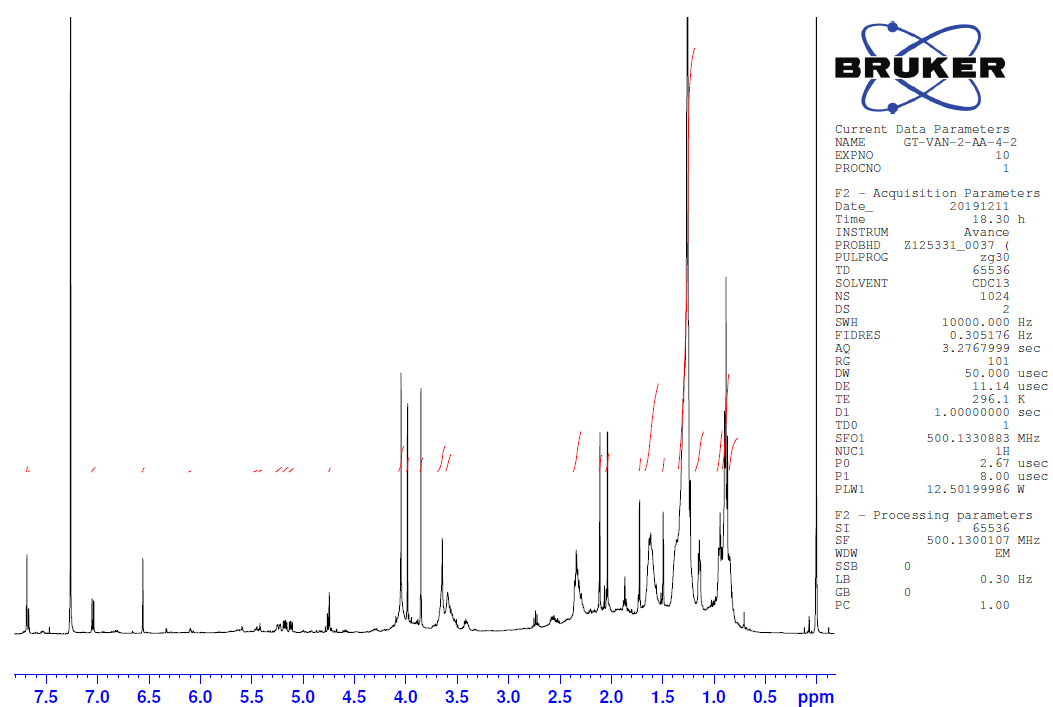 BRUKER
Current Data Parameters
NAME GT-VAN-2-AA-4-2
EXPNO 10
PROCNO 1
F2 - Acquisition Parameters
Date_ 20191211
Time 18.30 h
INSTRUM Avance
PROBHD Z125331_0037 (
PULPROG zg30
TD 65536
SOLVENT CDCl3
NS 1024
DS 2
SWH 10000.000 Hz
FIDRES 0.305176 Hz
AQ 3.2767999 sec
RG 101
DW 50.000 usec
DE 11.14 usec
TE 296.1 K
D1 1.00000000 sec
TD0 1
SFO1 500.1330883 MHz
NUC1 1H
P0 2.67 usec
P1 8.00 usec
PLW1 12.50199986 W
F2 - Processing parameters
SI 65536
SF 500.1300107 MHz
WDW EM
SSB 0
LB 0.30 Hz
GB 0
PC 1.00
7.5 7.0 6.5 6.0 5.5 5.0 4.5 4.0 3.5 3.0 2.5 2.0 1.5 1.0 0.5 ppm